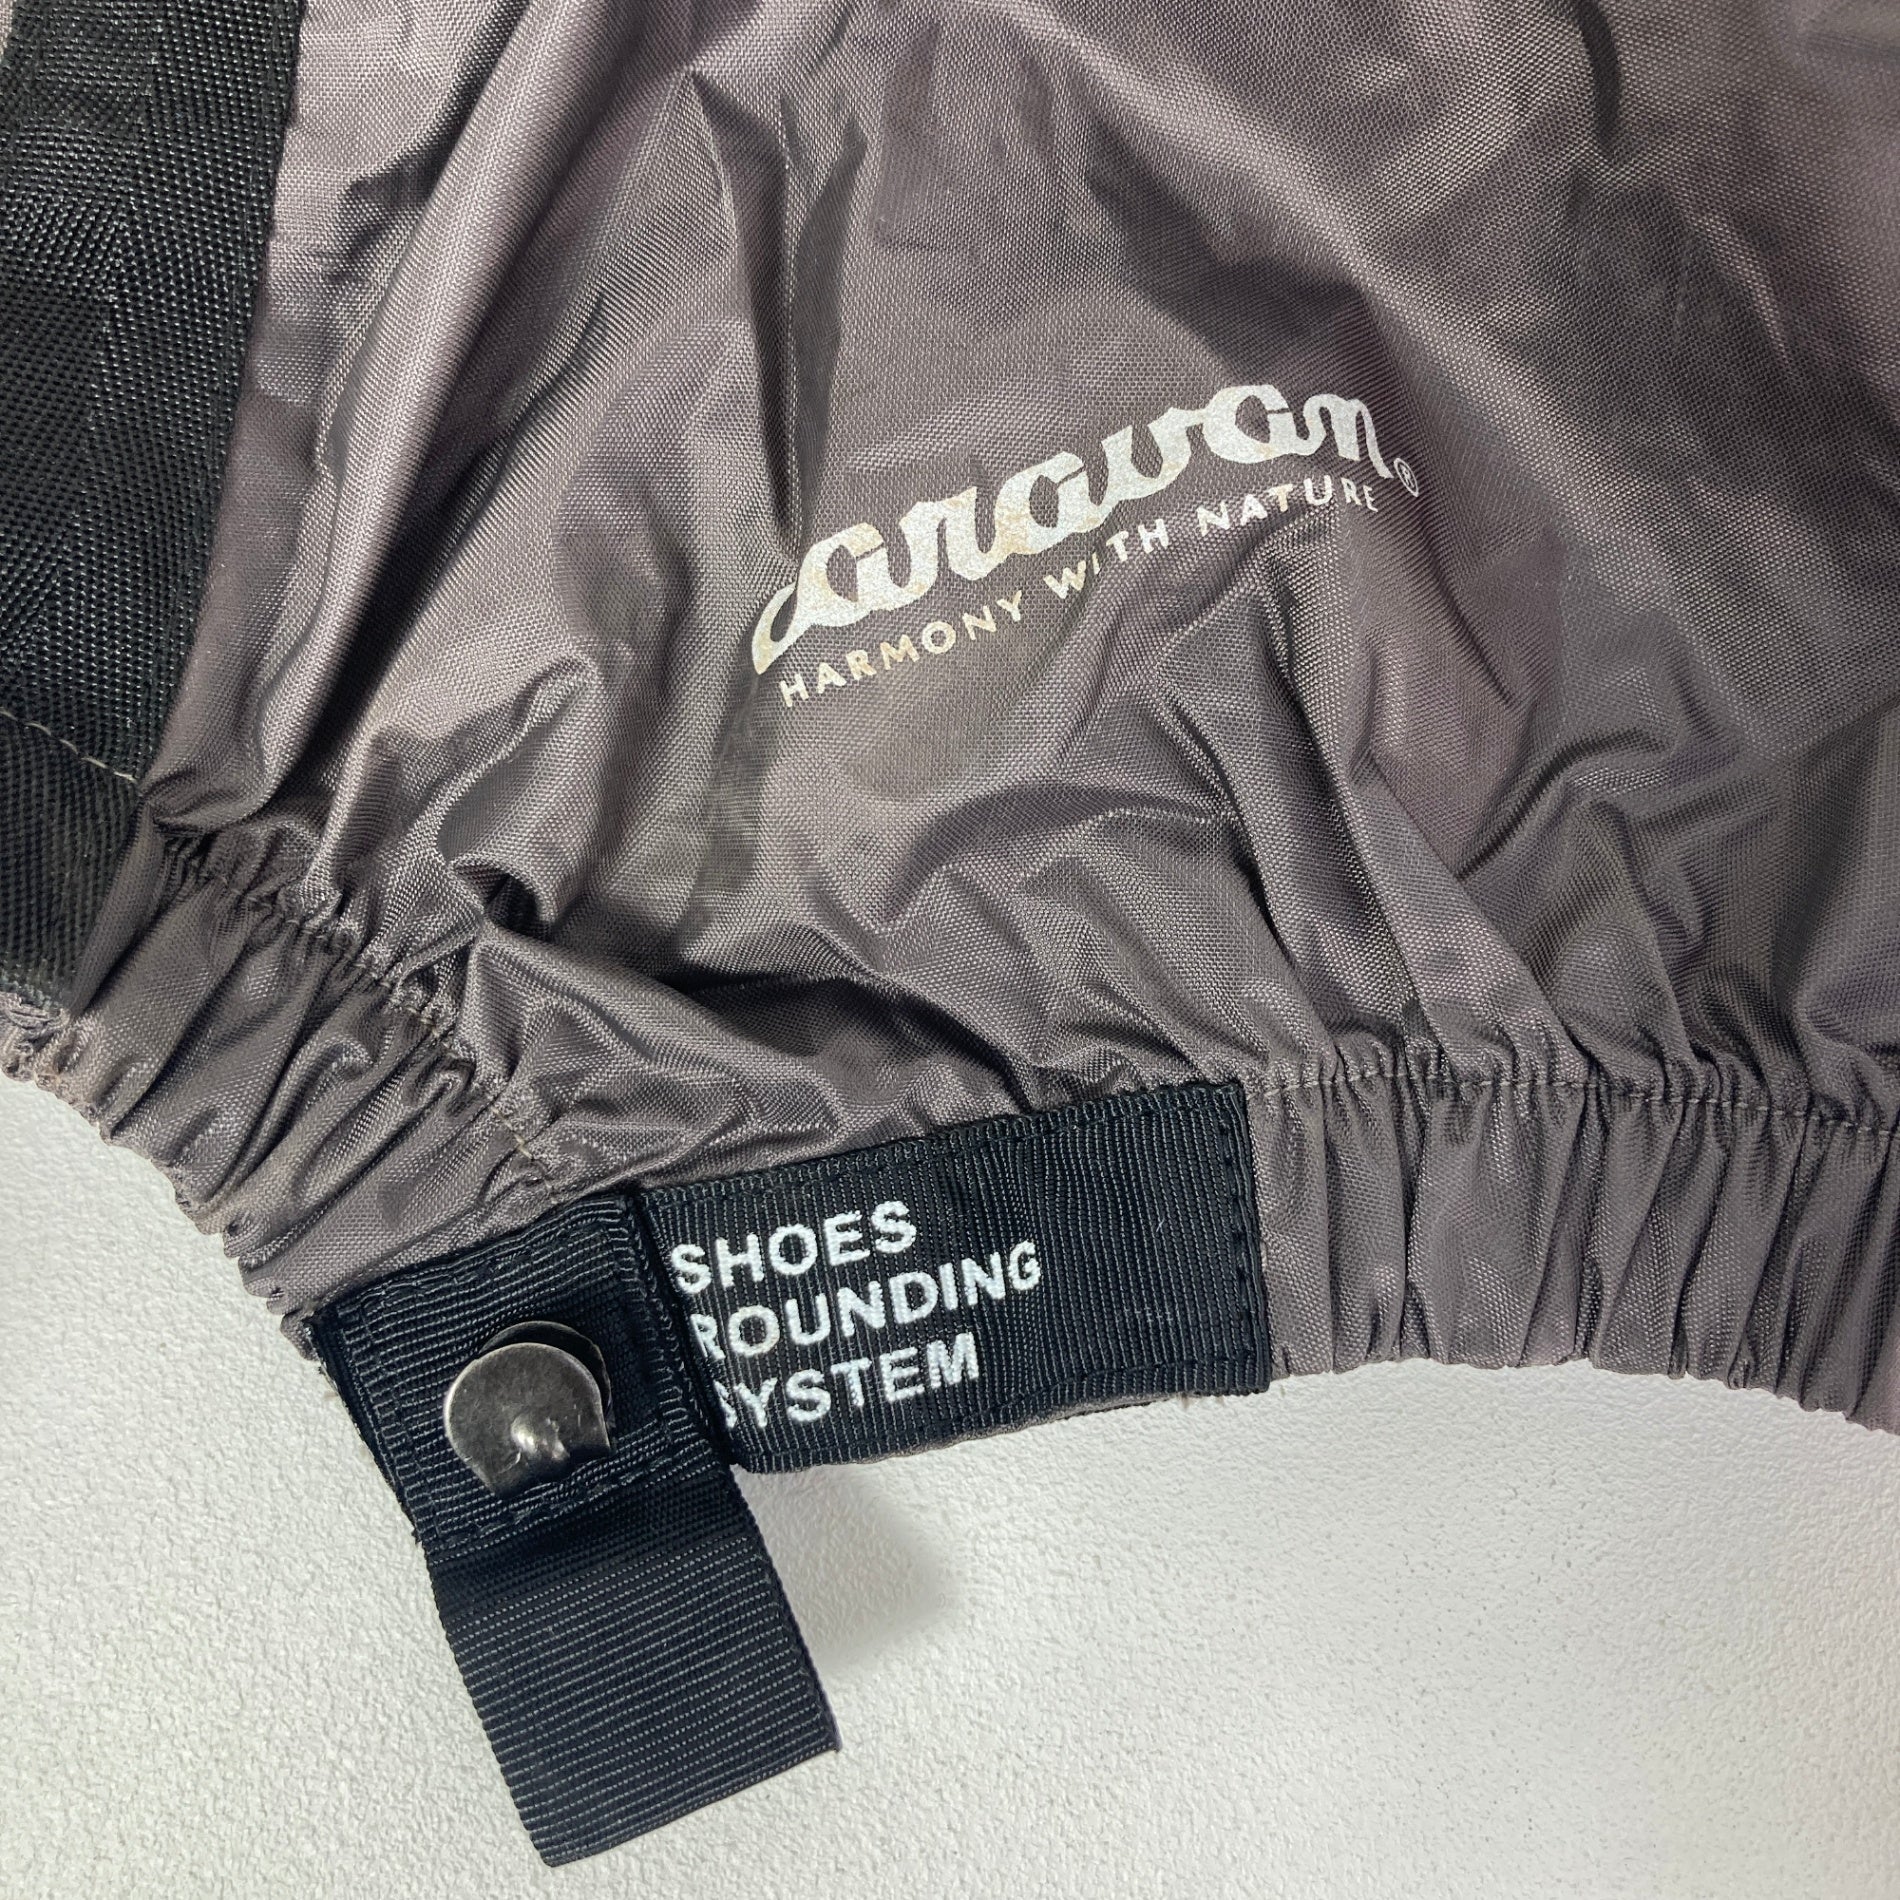 caravan®
HARMONY WITH NATURE
SHOES
ROUNDING
SYSTEM